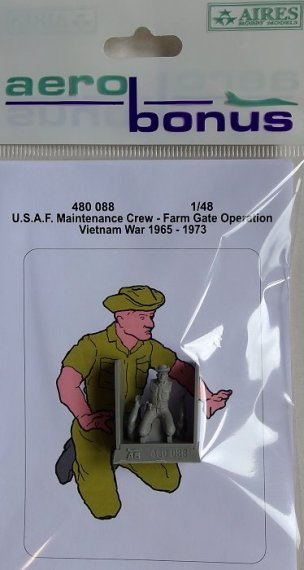 AIRES
HOBBY MODELS
aero
bonus
480 088 1/48
U.S.A.F. Maintenance Crew - Farm Gate Operation
Vietnam War 1965 - 1973
480 088